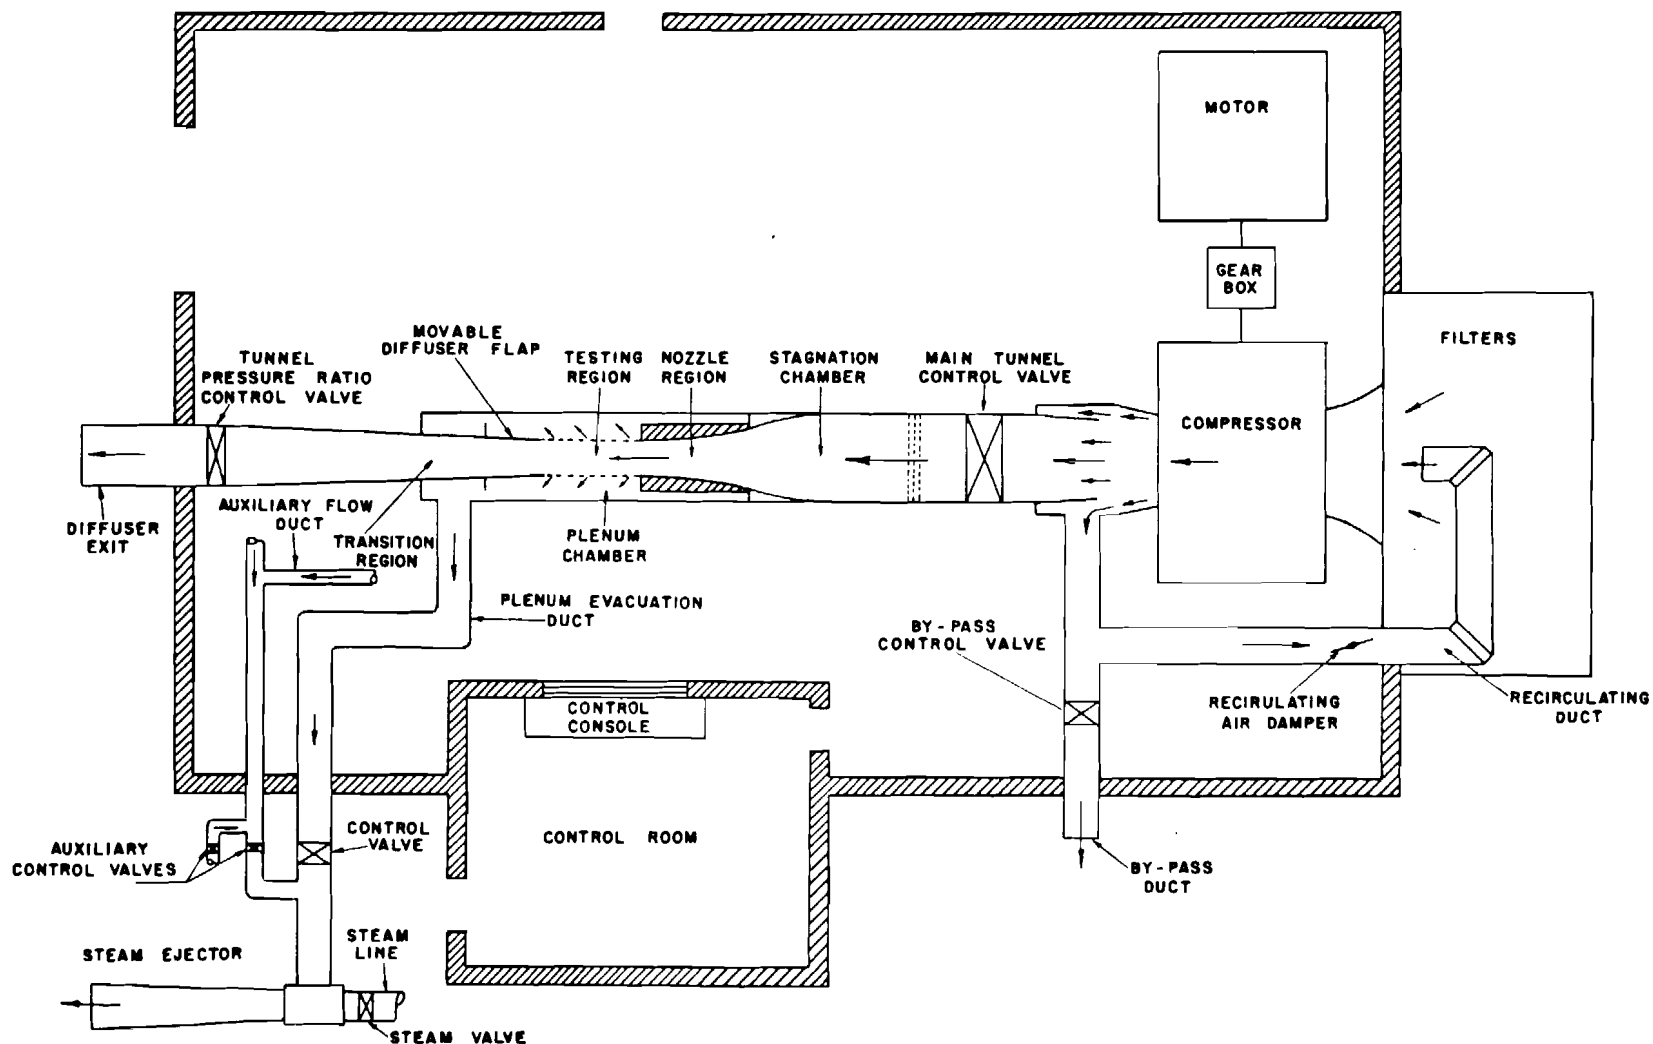 MOTOR
GEAR
BOX
FILTERS
MOVABLE
DIFFUSER FLAP
TUNNEL
PRESSURE RATIO
CONTROL VALVE
TESTING
REGION
NOZZLE
REGION
STAGNATION
CHAMBER
MAIN TUNNEL
CONTROL VALVE
COMPRESSOR
DIFFUSER
EXIT
AUXILIARY FLOW
DUCT
TRANSITION
REGION
PLENUM
CHAMBER
PLENUM EVACUATION
DUCT
BY-PASS
CONTROL VALVE
RECIRULATING
AIR DAMPER
RECIRCULATING
DUCT
CONTROL
CONSOLE
CONTROL ROOM
CONTROL
VALVE
AUXILIARY
CONTROL VALVES
BY-PASS
DUCT
STEAM EJECTOR
STEAM
LINE
STEAM VALVE